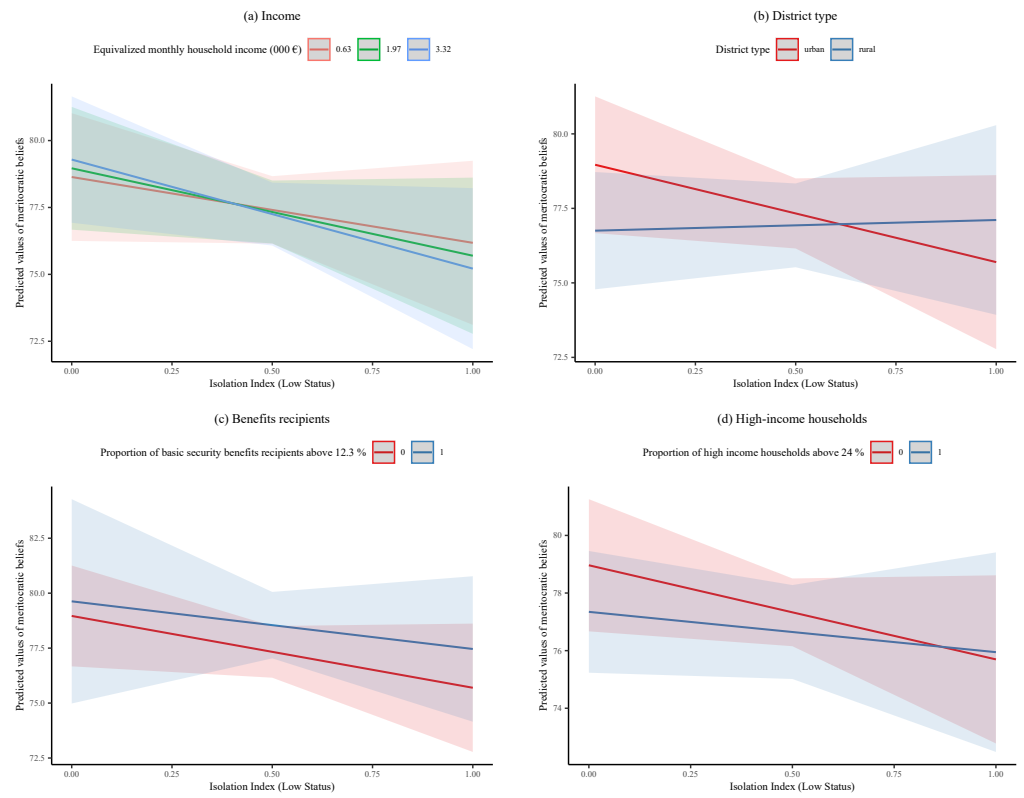 (a) Income
Equivalized monthly household income (000 €) 0.63 1.97 3.32
Predicted values of meritocratic beliefs
80.0
77.5
75.0
72.5
0.00 0.25 0.50 0.75 1.00
Isolation Index (Low Status)
(b) District type
District type urban rural
Predicted values of meritocratic beliefs
80.0
77.5
75.0
72.5
0.00 0.25 0.50 0.75 1.00
Isolation Index (Low Status)
(c) Benefits recipients
Proportion of basic security benefits recipients above 12.3 % 0 1
Predicted values of meritocratic beliefs
82.5
80.0
77.5
75.0
72.5
0.00 0.25 0.50 0.75 1.00
Isolation Index (Low Status)
(d) High-income households
Proportion of high income households above 24 % 0 1
Predicted values of meritocratic beliefs
80
78
76
74
0.00 0.25 0.50 0.75 1.00
Isolation Index (Low Status)